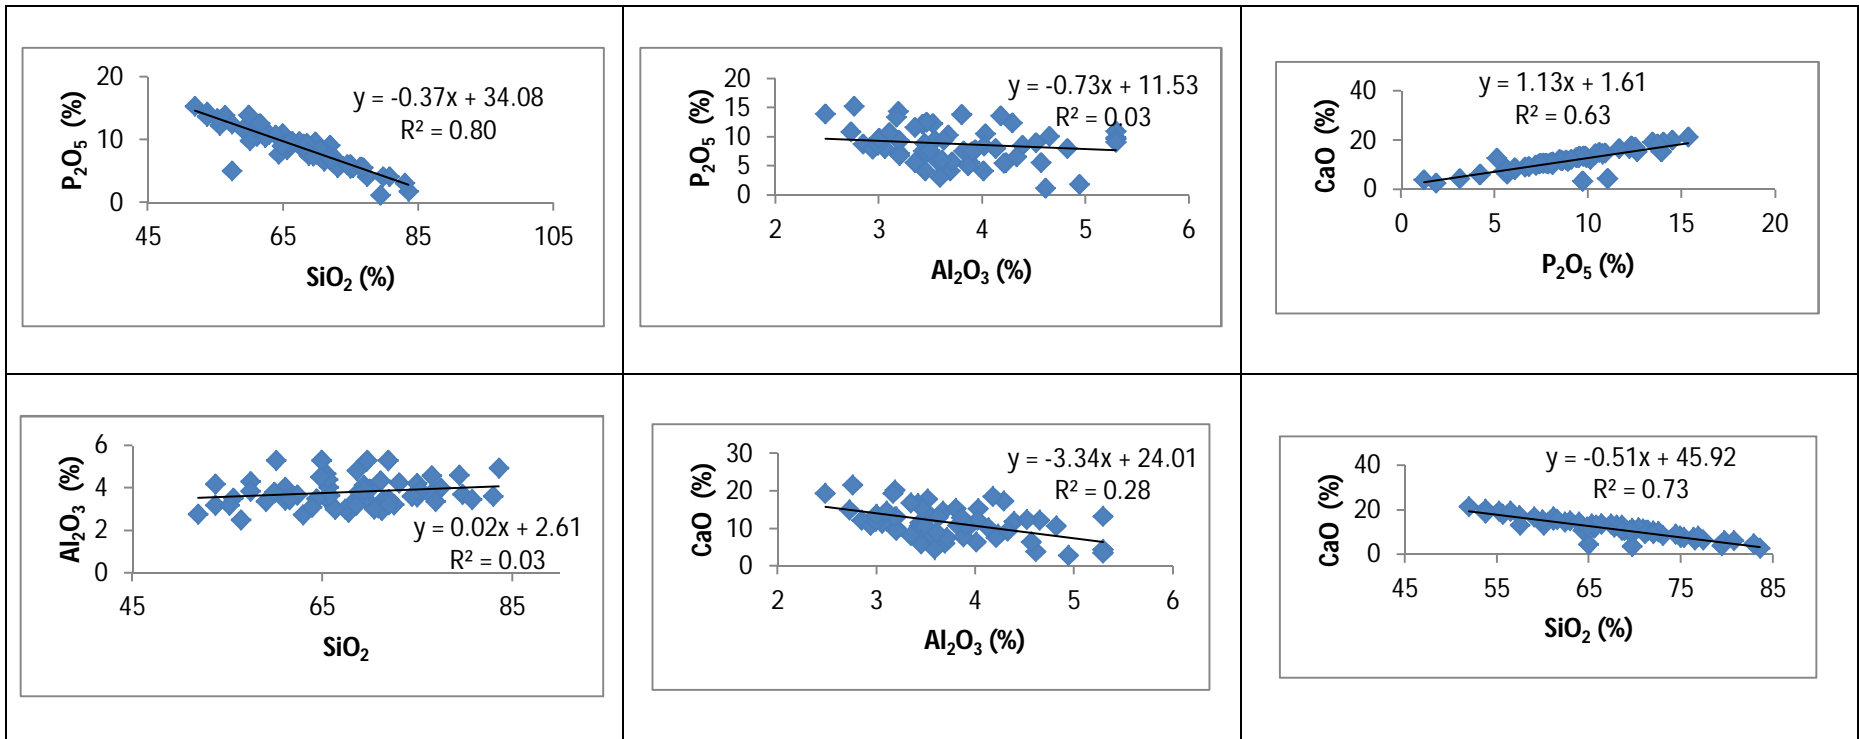 20
10
0
P₂O₅ (%)
y = -0.37x + 34.08
R² = 0.80
45 65 85 105
SiO₂ (%)
20
15
10
5
0
P₂O₅ (%)
y = -0.73x + 11.53
R² = 0.03
2 3 4 5 6
Al₂O₃ (%)
40
20
0
CaO (%)
y = 1.13x + 1.61
R² = 0.63
0 5 10 15 20
P₂O₅ (%)
6
4
2
0
Al₂O₃ (%)
y = 0.02x + 2.61
R² = 0.03
45 65 85
SiO₂
30
20
10
0
CaO (%)
y = -3.34x + 24.01
R² = 0.28
2 3 4 5 6
Al₂O₃ (%)
40
20
0
CaO (%)
y = -0.51x + 45.92
R² = 0.73
45 55 65 75 85
SiO₂ (%)